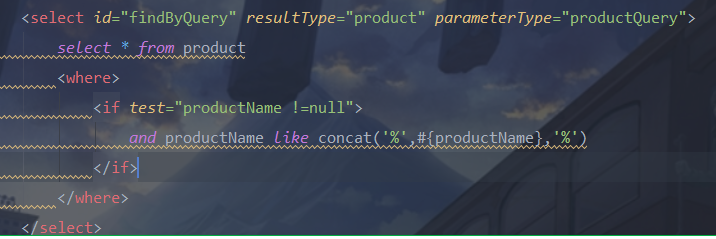 <select id="findByQuery" resultType="product" parameterType="productQuery">
select * from product
<where>
<if test="productName !=null">
and productName like concat('%',#{productName},'%')
</if>
</where>
</select>